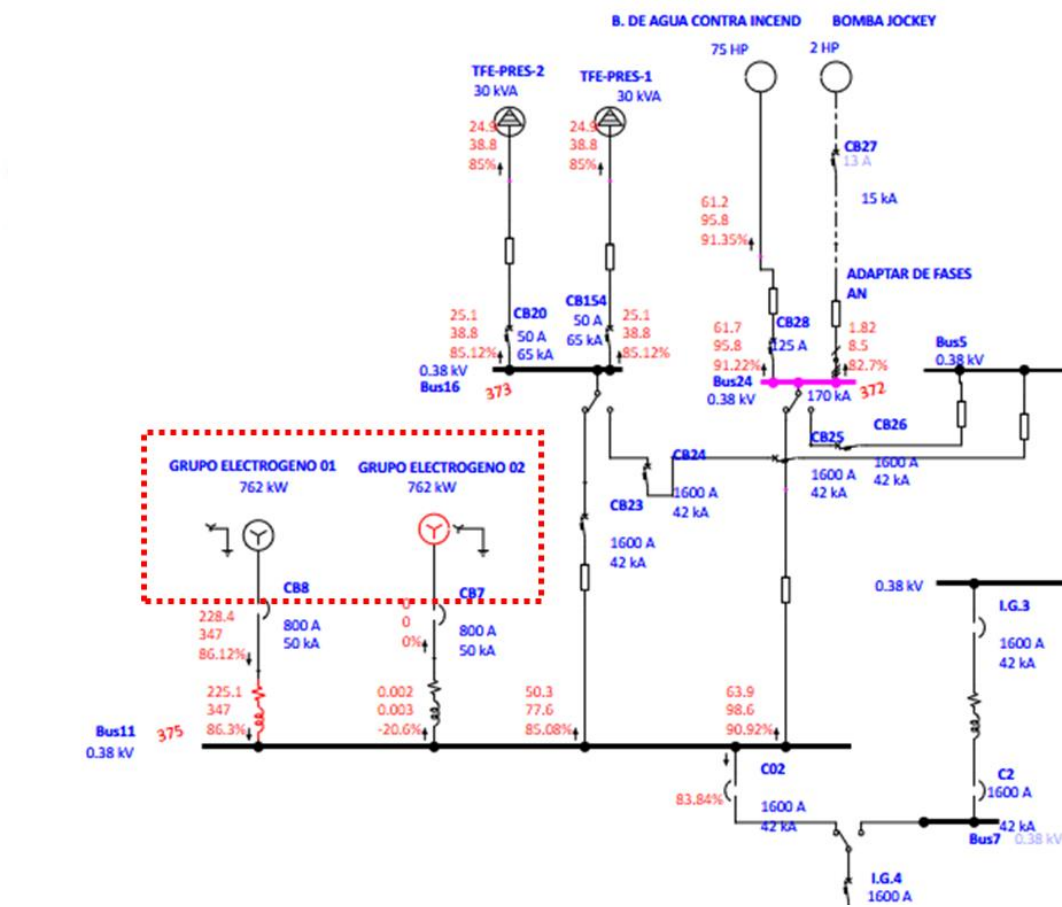 B. DE AGUA CONTRA INCEND
BOMBA JOCKEY
75 HP
2 HP
TFE-PRES-2
30 kVA
TFE-PRES-1
30 kVA
24.9
38.8
85%
24.9
38.8
85%
CB27
13 A
15 kA
61.2
95.8
91.35%
ADAPTAR DE FASES
AN
25.1
38.8
85.12%
CB20
50 A
65 kA
CB154
50 A
65 kA
25.1
38.8
85.12%
61.7
95.8
91.22%
CB28
125 A
1.82
8.5
82.7%
Bus5
0.38 kV
0.38 kV
Bus16
373
Bus24
0.38 kV
170 kA
372
CB25
1600 A
42 kA
CB26
1600 A
42 kA
CB24
1600 A
42 kA
CB23
1600 A
42 kA
GRUPO ELECTROGENO 01
762 kW
GRUPO ELECTROGENO 02
762 kW
CB8
800 A
50 kA
CB7
800 A
50 kA
228.4
347
86.12%
0
0
0%
0.38 kV
I.G.3
1600 A
42 kA
225.1
347
86.3%
0.002
0.003
-20.6%
50.3
77.6
85.08%
63.9
98.6
90.92%
Bus11
0.38 kV
375
C02
1600 A
42 kA
83.84%
C2
1600 A
42 kA
Bus7
0.38 kV
I.G.4
1600 A